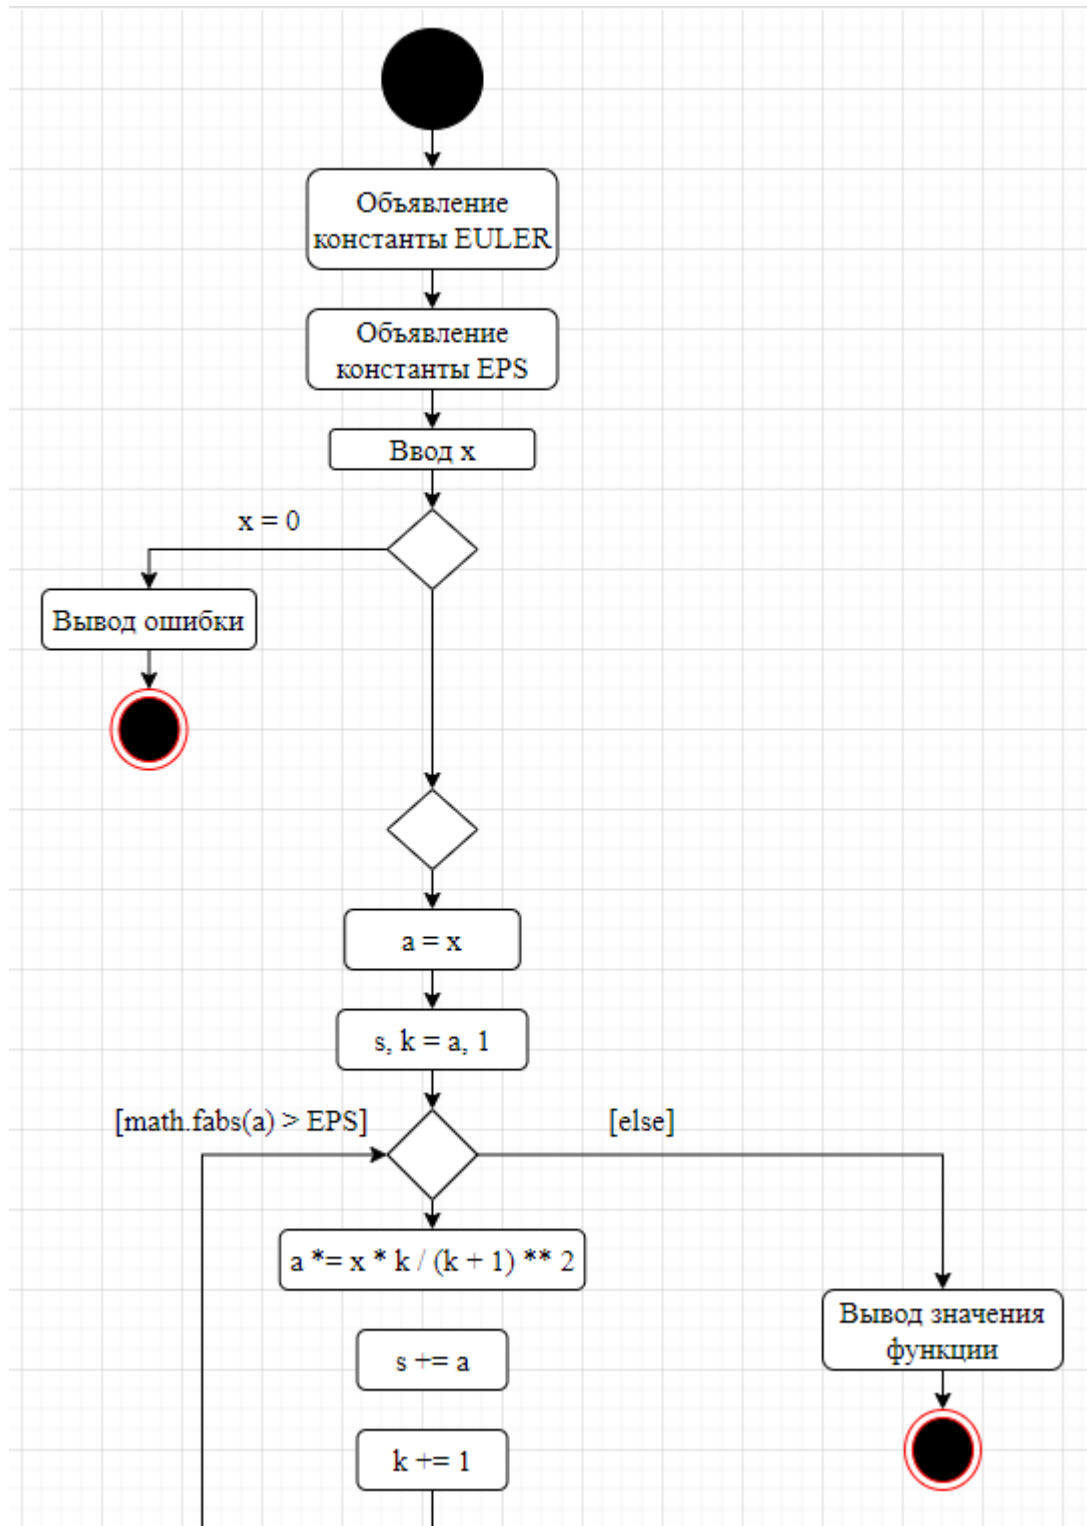 Объявление
константы EULER
Объявление
константы EPS
Ввод x
x = 0
Вывод ошибки
a = x
s, k = a, 1
[math.fabs(a) > EPS]
[else]
a *= x * k / (k + 1) ** 2
Вывод значения
функции
s += a
k += 1